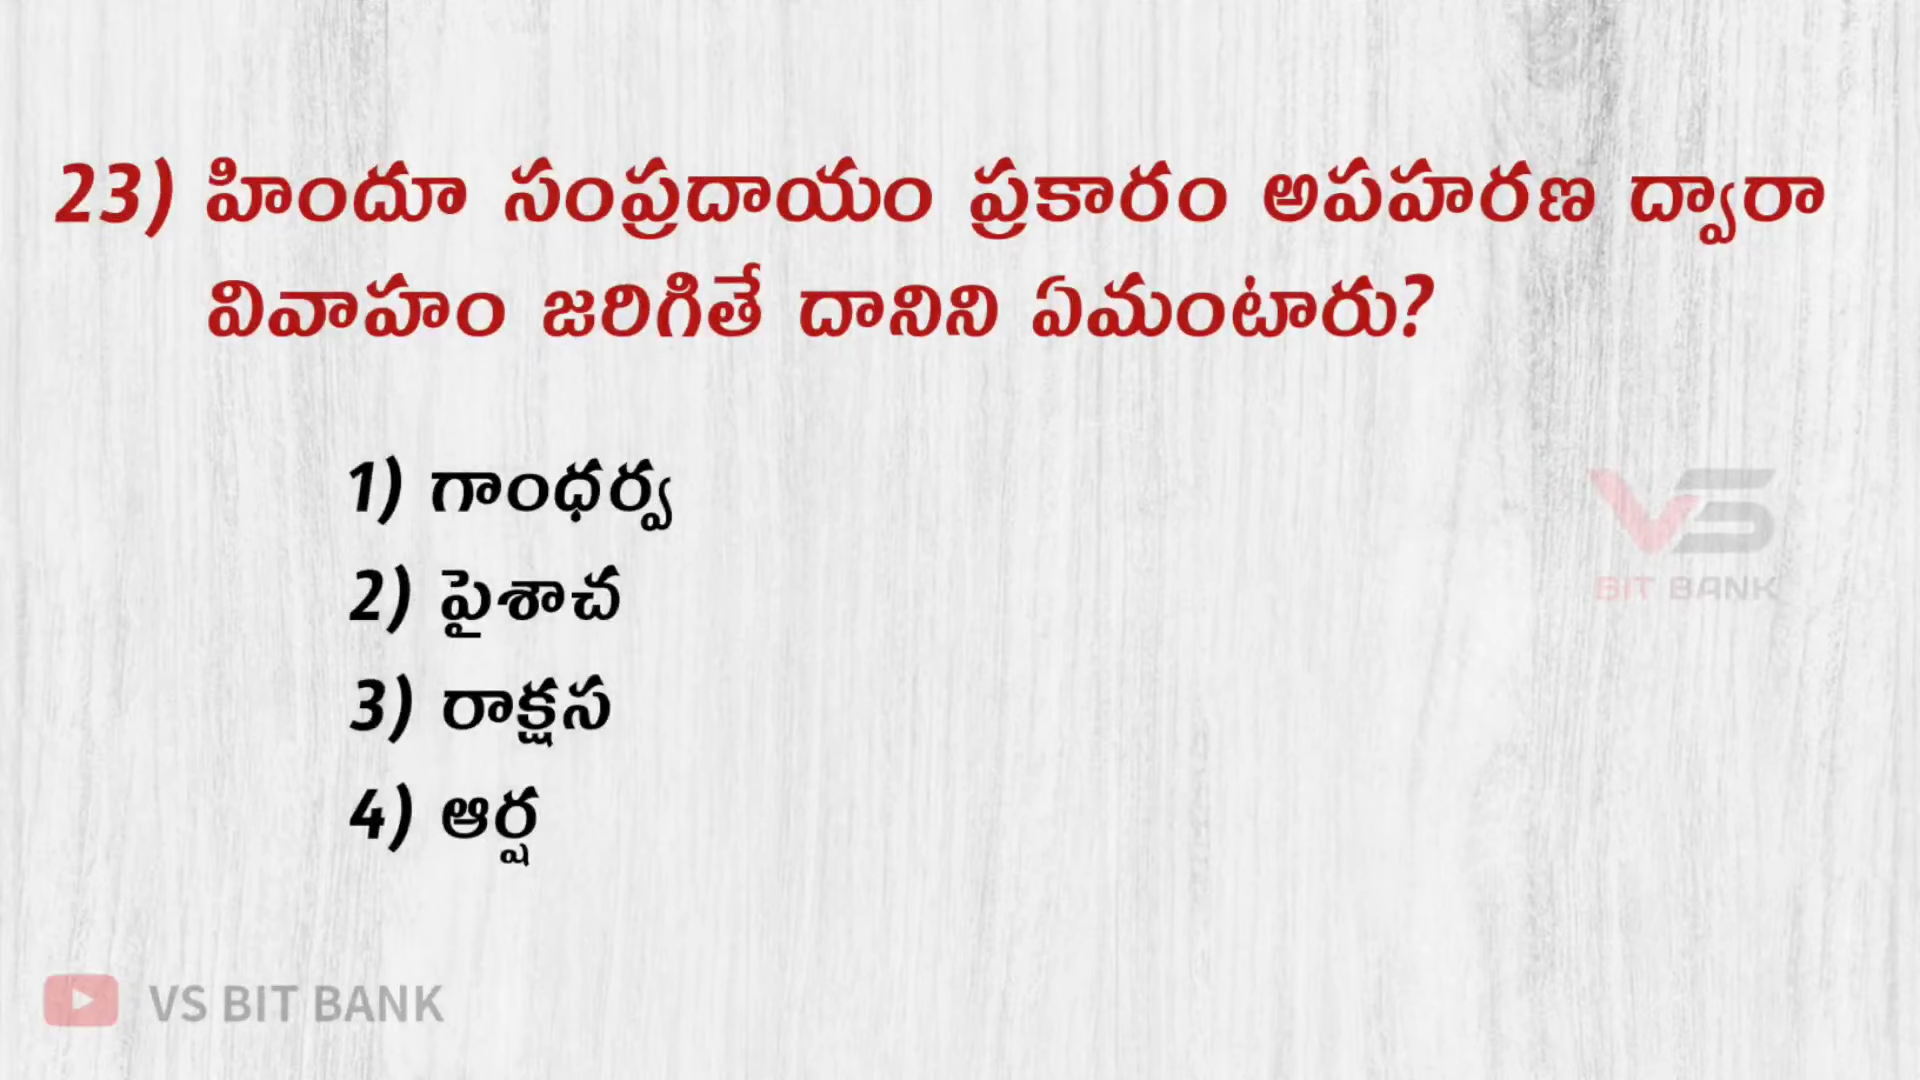 23) హిందూ సంప్రదాయం ప్రకారం అపహరణ ద్వారా
వివాహం జరిగితే దానిని ఏమంటారు?
1) గాంధర్వ
2) పైశాచ
3) రాక్షస
4) ఆర్ష
VS
BIT BANK
VS BIT BANK